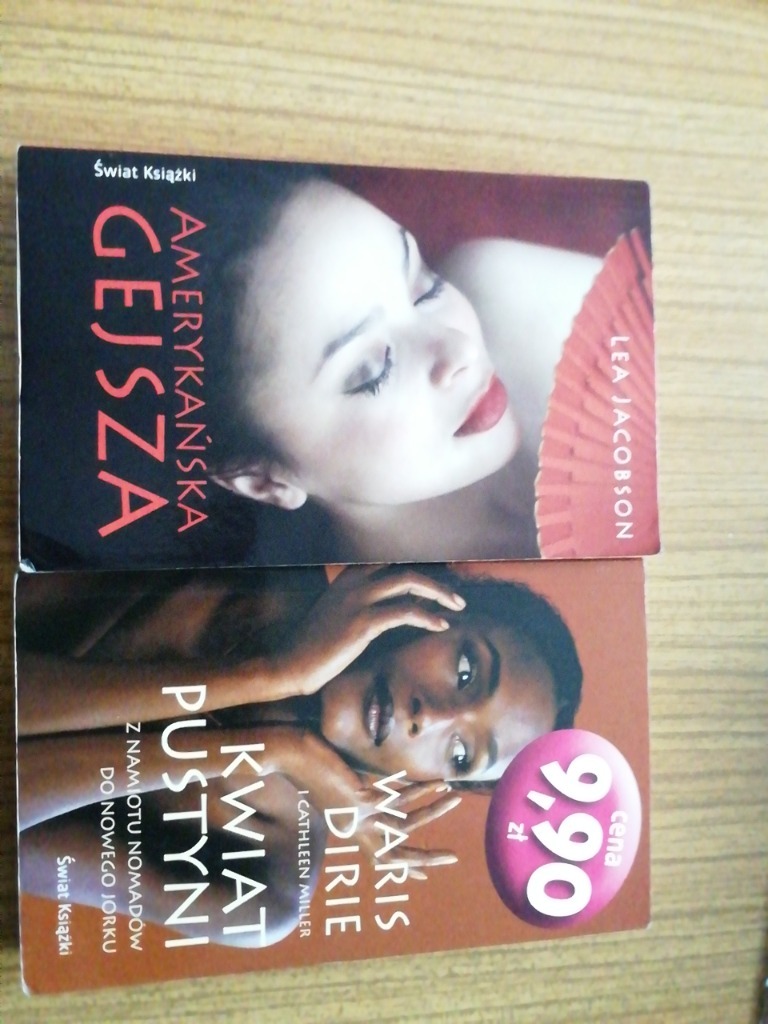 LEA JACOBSON
AMERYKAŃSKA
GEJSZA
Świat Książki
cena
9,90
zł
WARIS
DIRIE
I CATHLEEN MILLER
KWIAT
PUSTYNI
Z NAMIOTU NOMADÓW
DO NOWEGO JORKU
Świat Książki